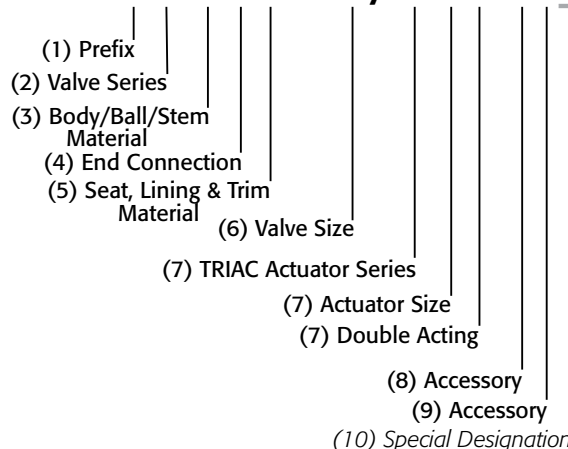 (1) Prefix
(2) Valve Series
(3) Body/Ball/Stem
Material
(4) End Connection
(5) Seat, Lining & Trim
Material
(6) Valve Size
(7) TRIAC Actuator Series
(7) Actuator Size
(7) Double Acting
(8) Accessory
(9) Accessory
(10) Special Designation